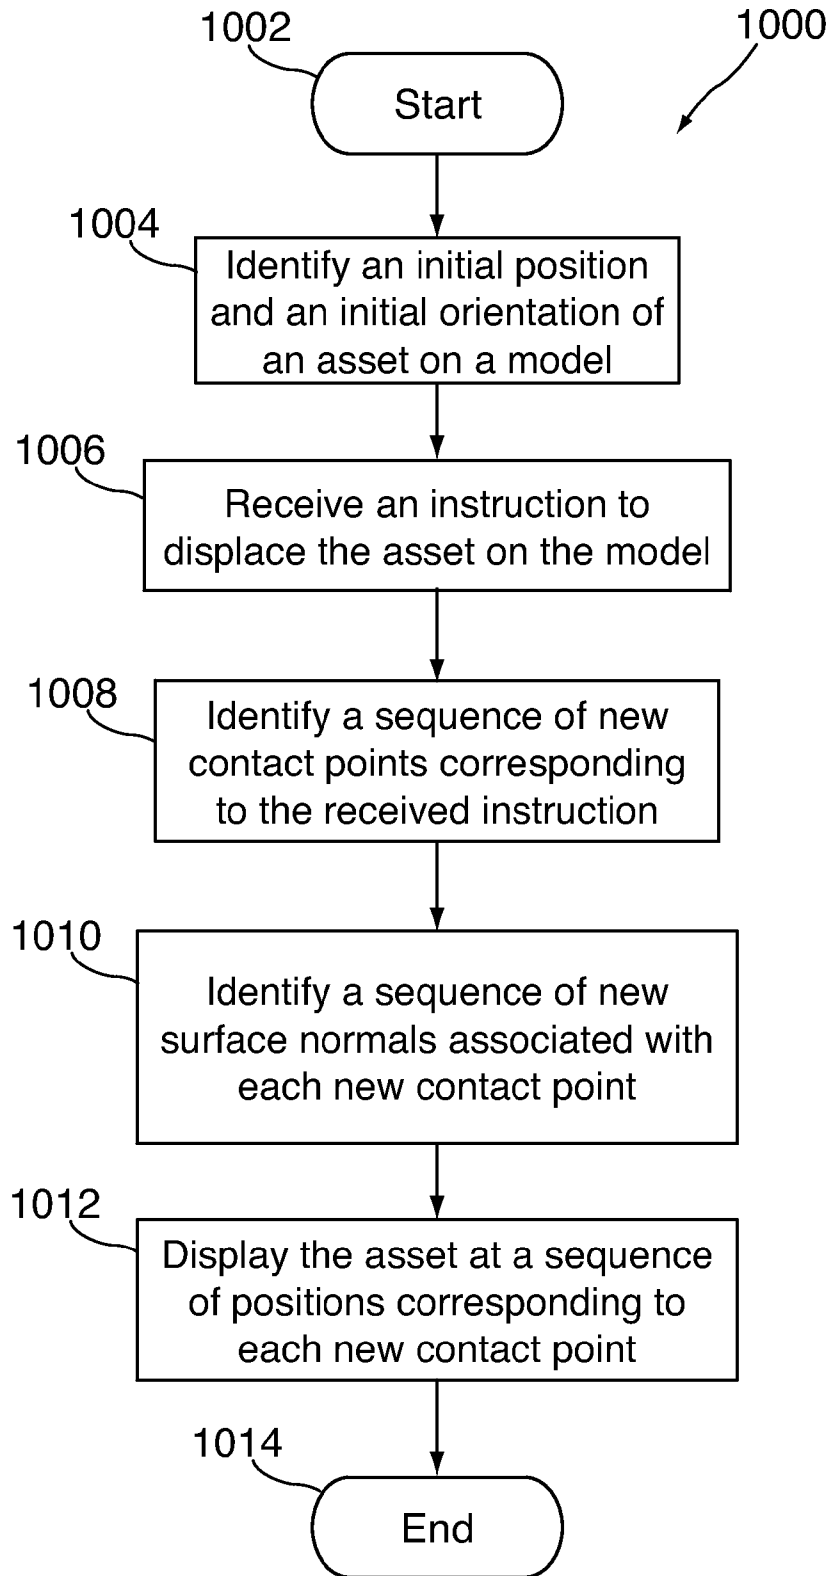 1002
1000
Start
1004
Identify an initial position
and an initial orientation of
an asset on a model
1006
Receive an instruction to
displace the asset on the model
1008
Identify a sequence of new
contact points corresponding
to the received instruction
1010
Identify a sequence of new
surface normals associated with
each new contact point
1012
Display the asset at a sequence
of positions corresponding to
each new contact point
1014
End